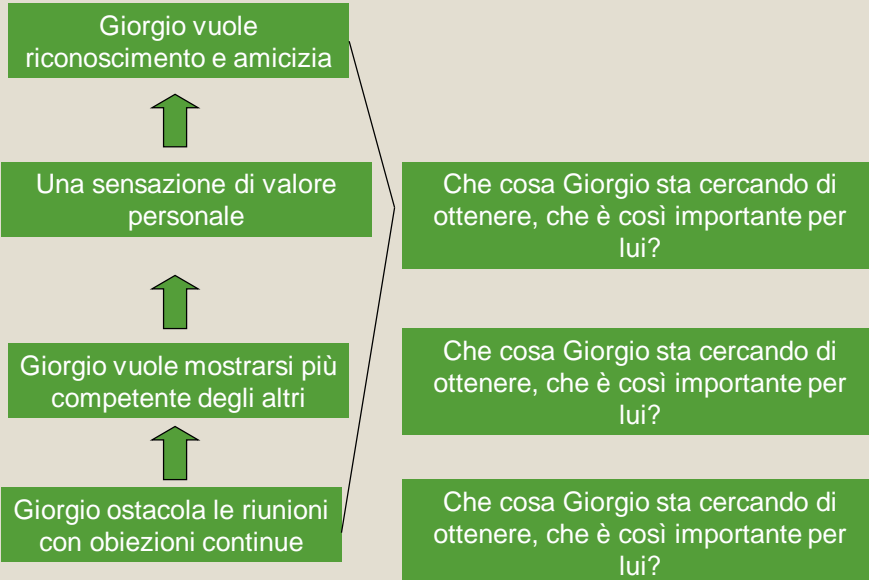 Giorgio vuole
riconoscimento e amicizia
Una sensazione di valore
personale
Che cosa Giorgio sta cercando di
ottenere, che è così importante per
lui?
Giorgio vuole mostrarsi più
competente degli altri
Che cosa Giorgio sta cercando di
ottenere, che è così importante per
lui?
Giorgio ostacola le riunioni
con obiezioni continue
Che cosa Giorgio sta cercando di
ottenere, che è così importante per
lui?